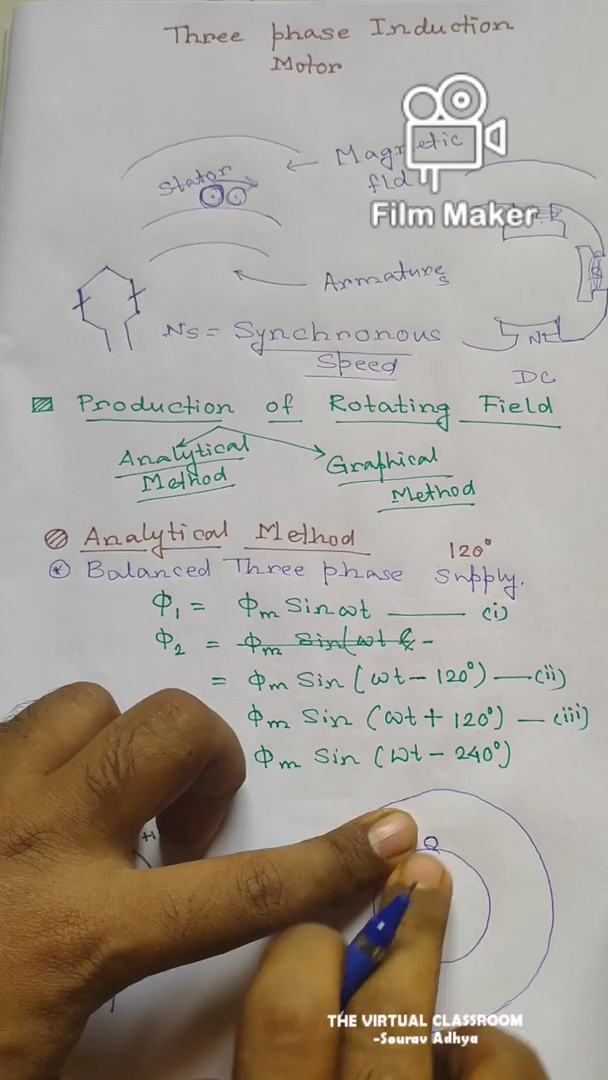 Three phase Induction
Motor
Magnetic
fld
Stator
Film Maker
Armatures
Ns = Synchronous
Speed
N
DC
Production of Rotating Field
Analytical
Method
Graphical
Method
Analytical Method
120°
Balanced Three phase Supply.
Φ1 = Φm Sin ωt —— (i)
Φ2 = Φm Sin(ωt
= Φm Sin (ωt - 120°) — (ii)
Φm Sin (ωt + 120°) — (iii)
Φm Sin (ωt - 240°)
THE VIRTUAL CLASSROOM
-Sourav Adhya